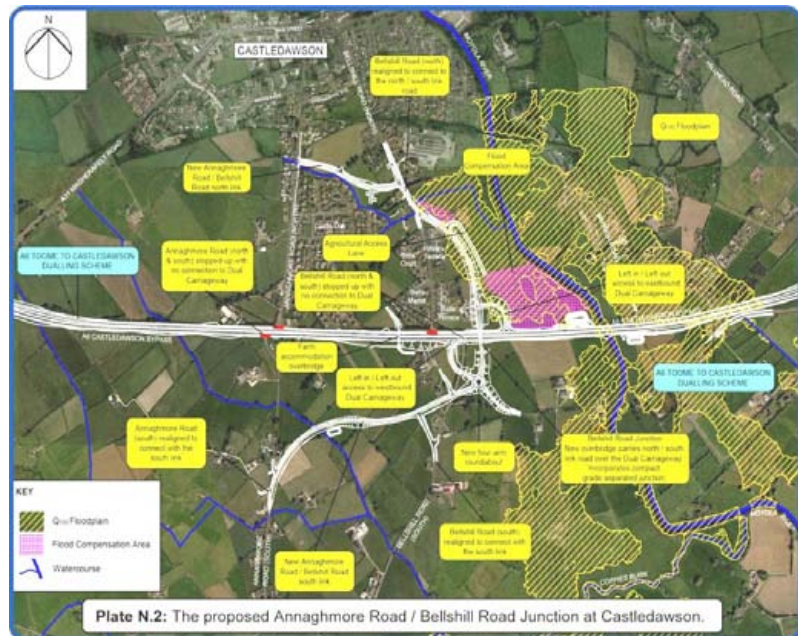 N
CASTLEDAWSON
Bellshill Road (north)
realigned to connect to
the north / south link
road
Floodplain
Flood
Compensation Area
New Annaghmore
Road / Bellshill
Road north link
A6 TOOME TO CASTLEDAWSON
DUALLING SCHEME
Annaghmore Road (north
& south) stopped up with
no connection to Dual
Carriageway
Agricultural Access
Lane
Bellshill Road (north &
south) stopped up with
no connection to Dual
Carriageway
Left in / Left out
access to eastbound
Dual Carriageway
A6 CASTLEDAWSON BYPASS
Farm
accommodation
overbridge
Left in / Left out
access to westbound
Dual Carriageway
A6 TOOME TO CASTLEDAWSON
DUALLING SCHEME
Annaghmore Road
(south) realigned to
connect with the
south link
New four arm
roundabout
Bellshill Road Junction
New overbridge carries north / south
link road over the Dual Carriageway
Incorporates compact
grade separated junction
Bellshill Road (south)
realigned to connect with
the south link
New Annaghmore
Road / Bellshill Road
south link
KEY
Floodplain
Flood Compensation Area
Watercourse
Plate N.2: The proposed Annaghmore Road / Bellshill Road Junction at Castledawson.